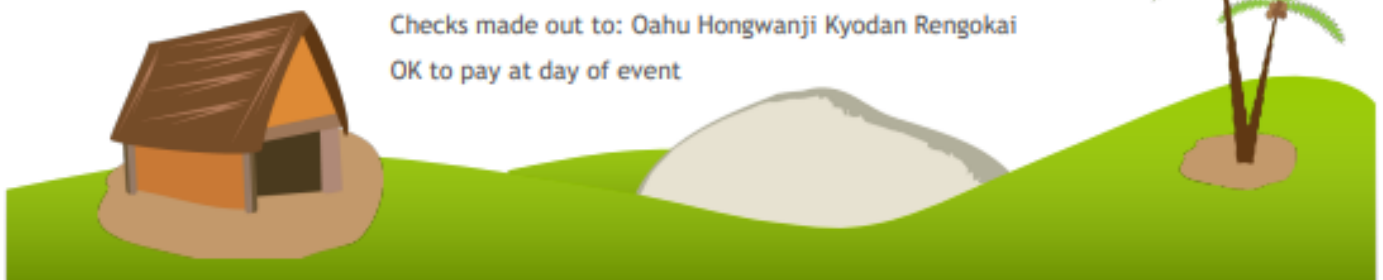 Checks made out to: Oahu Hongwanji Kyodan Rengokai
OK to pay at day of event